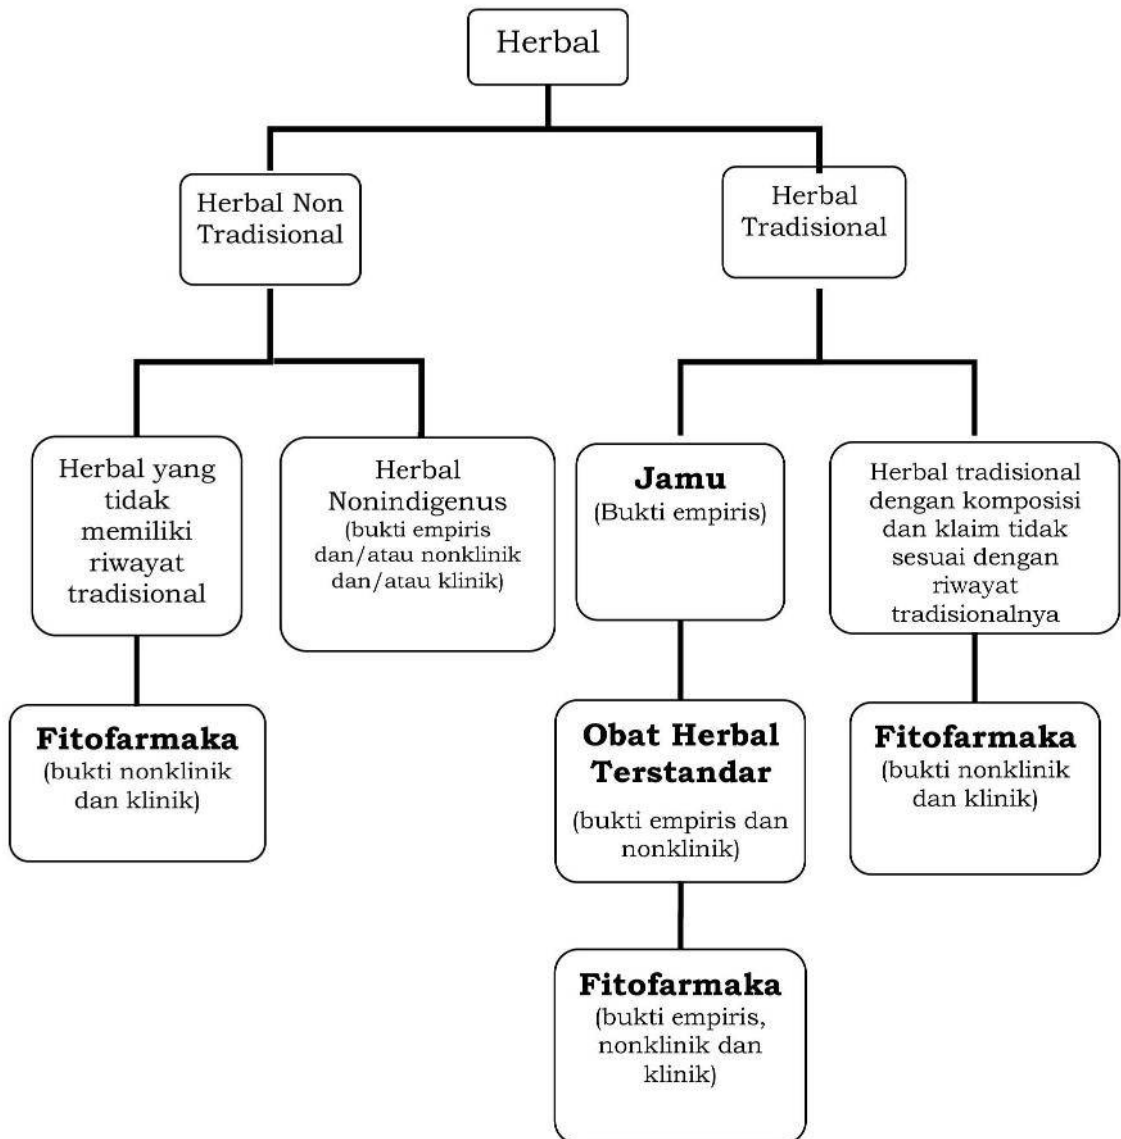 Herbal
Herbal Non
Tradisional
Herbal
Tradisional
Herbal yang
tidak
memiliki
riwayat
tradisional
Herbal
Nonindigenus
(bukti empiris
dan/atau nonklinik
dan/atau klinik)
Jamu
(Bukti empiris)
Herbal tradisional
dengan komposisi
dan klaim tidak
sesuai dengan
riwayat
tradisionalnya
Fitofarmaka
(bukti nonklinik
dan klinik)
Obat Herbal
Terstandar
(bukti empiris dan
nonklinik)
Fitofarmaka
(bukti nonklinik
dan klinik)
Fitofarmaka
(bukti empiris,
nonklinik dan
klinik)